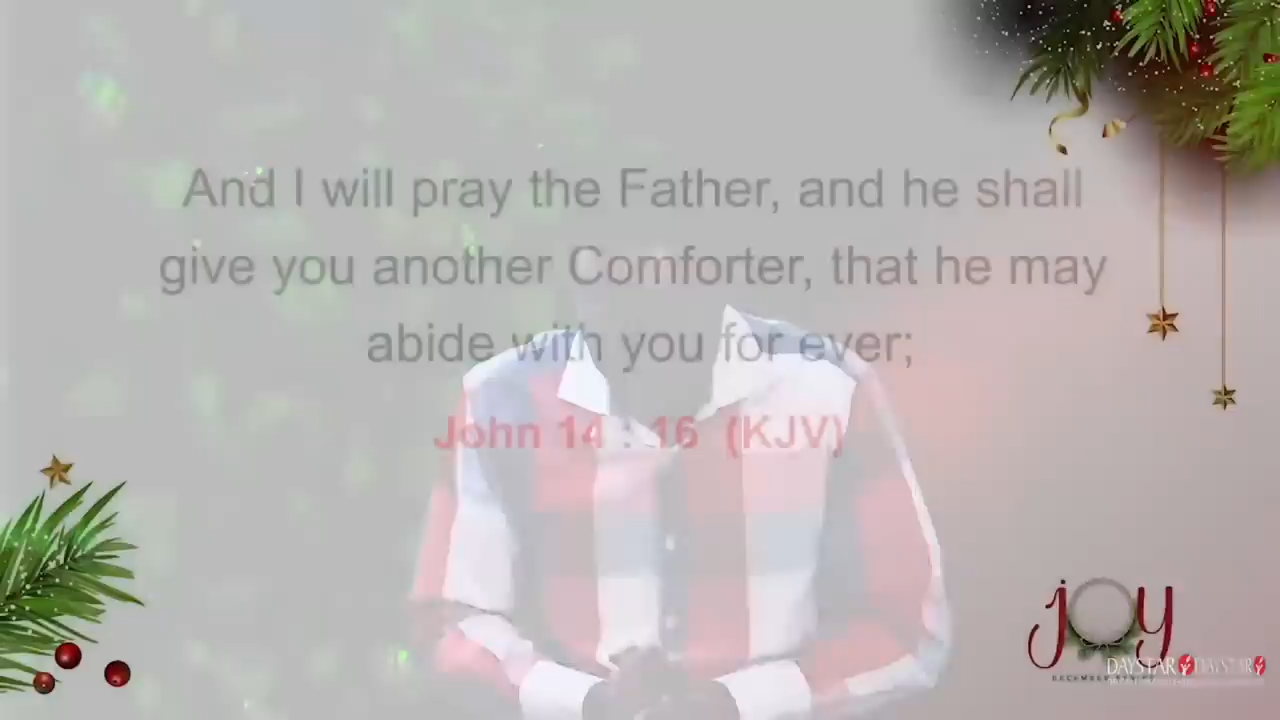 And I will pray the Father, and he shall
give you another Comforter, that he may
abide with you for ever;
John 14 : 16 (KJV)
joy
DAYSTAR DAYSTAR